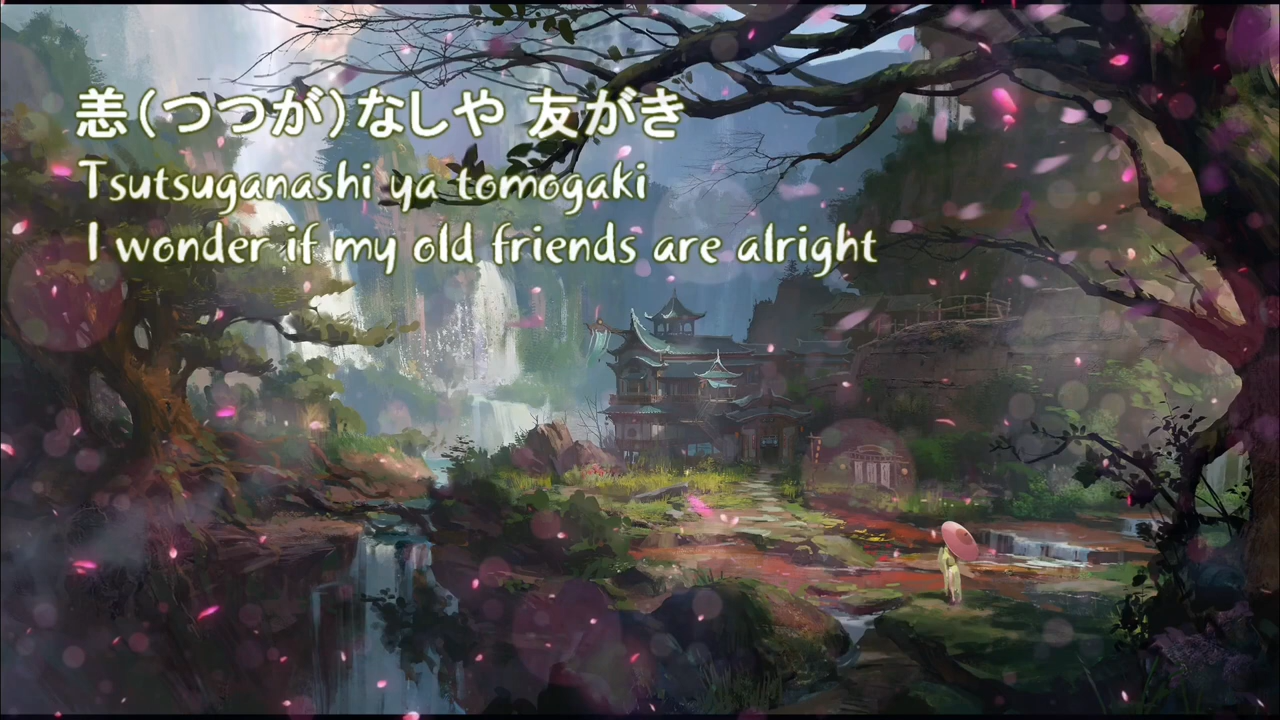 恙(つつが)なしや 友がき
Tsutsuganashi ya tomogaki
I wonder if my old friends are alright